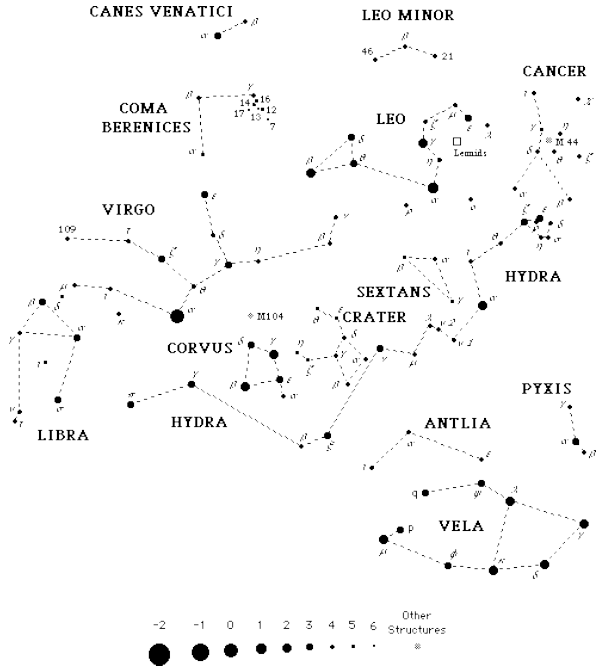 CANES VENATICI
β
α
LEO MINOR
β
46
21
CANCER
ι
χ
γ
η
M 44
δ
θ
ζ
α
β
COMA
BERENICES
γ
β
16
14
12
17
13
7
α
LEO
μ
ε
ζ
λ
γ
η
Leonids
δ
θ
β
α
ρ
ο
VIRGO
ε
δ
109
τ
ζ
γ
η
β
ν
θ
α
μ
ι
κ
HYDRA
ζ
ε
δ
η
σ
θ
ι
α
SEXTANS
β
α
γ
CRATER
θ
ε
δ
η
ζ
γ
α
β
M104
CORVUS
δ
γ
β
ε
α
λ
ν 2
ν 1
μ
ν
β
δ
γ
α
ι
υ
τ
σ
LIBRA
π
γ
HYDRA
β
ξ
PYXIS
γ
α
β
ANTLIA
α
ι
ε
VELA
q
ψ
λ
p
μ
φ
κ
δ
γ
-2 -1 0 1 2 3 4 5 6
Other
Structures